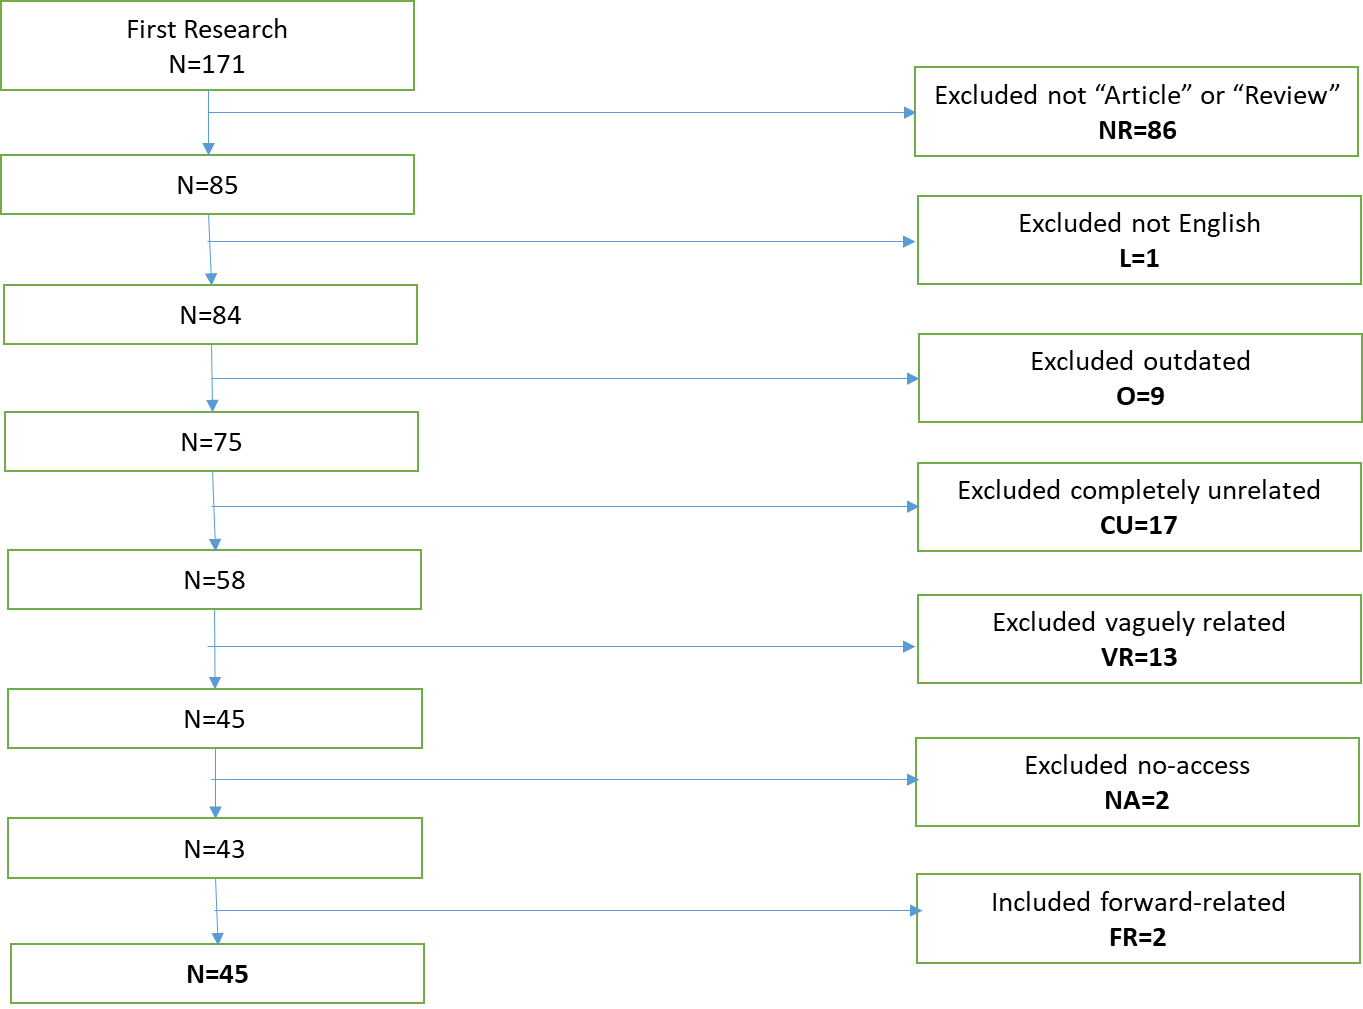 First Research
N=171
Excluded not “Article” or “Review”
NR=86
N=85
Excluded not English
L=1
N=84
Excluded outdated
O=9
N=75
Excluded completely unrelated
CU=17
N=58
Excluded vaguely related
VR=13
N=45
Excluded no-access
NA=2
N=43
Included forward-related
FR=2
N=45